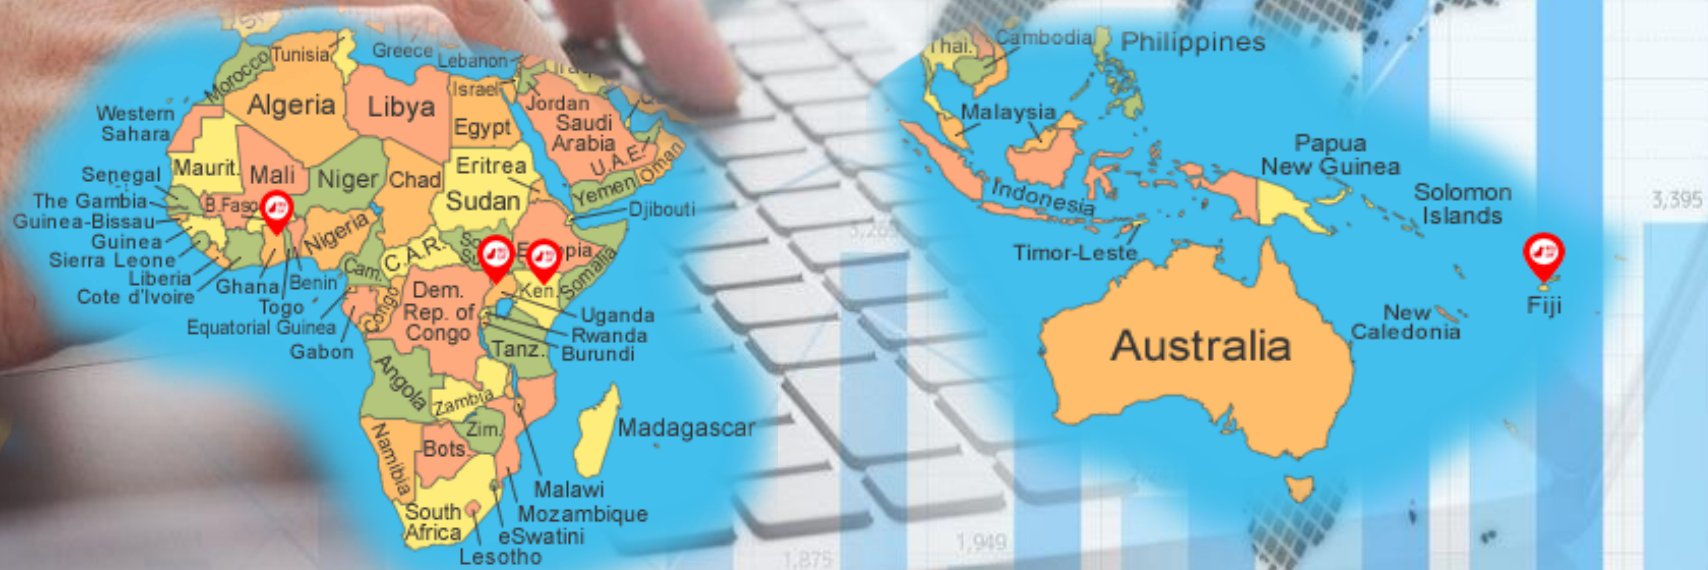 Tunisia
Morocco
Greece
Lebanon
Israel
Western
Sahara
Algeria
Libya
Egypt
Jordan
Saudi
Arabia
U.A.E.
Oman
Yemen
Maurit.
Mali
Niger
Chad
Eritrea
Sudan
Djibouti
Senegal
The Gambia
Guinea-Bissau
Guinea
Sierra Leone
Liberia
Cote d'Ivoire
B.Faso
Nigeria
Ghana
Togo
Benin
Cam.
C.A.R.
Somalia
Ken.
Equatorial Guinea
Gabon
Congo
Dem.
Rep. of
Congo
Uganda
Rwanda
Burundi
Tanz.
Angola
Zambia
Zim.
Namibia
Bots.
Madagascar
Malawi
Mozambique
South
Africa
eSwatini
Lesotho
Thai.
Cambodia
Philippines
Malaysia
Indonesia
Papua
New Guinea
Solomon
Islands
Timor-Leste
Australia
New
Caledonia
Fiji
3,395
1,875
1,949